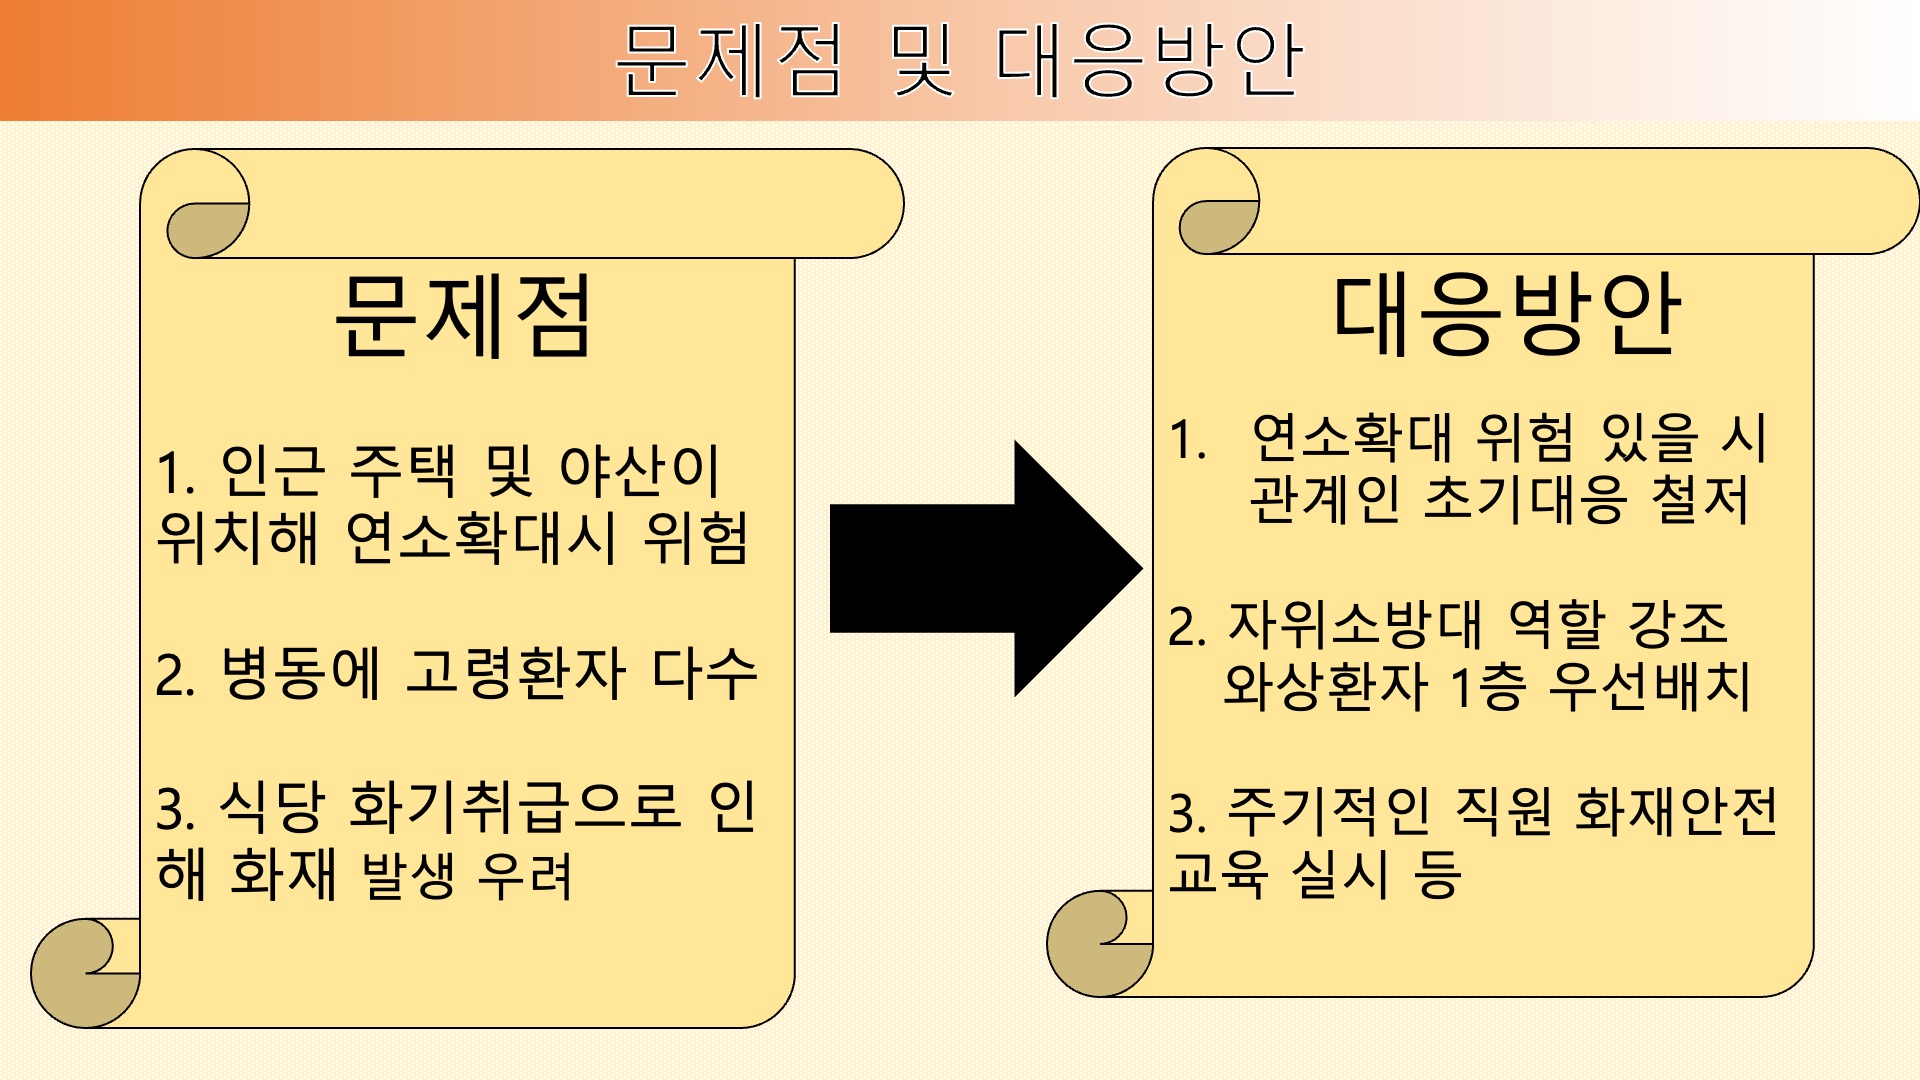 문제점 및 대응방안
문제점
1. 인근 주택 및 야산이
위치해 연소확대시 위험
2. 병동에 고령환자 다수
3. 식당 화기취급으로 인
해 화재 발생 우려
대응방안
1. 연소확대 위험 있을 시
관계인 초기대응 철저
2. 자위소방대 역할 강조
와상환자 1층 우선배치
3. 주기적인 직원 화재안전
교육 실시 등